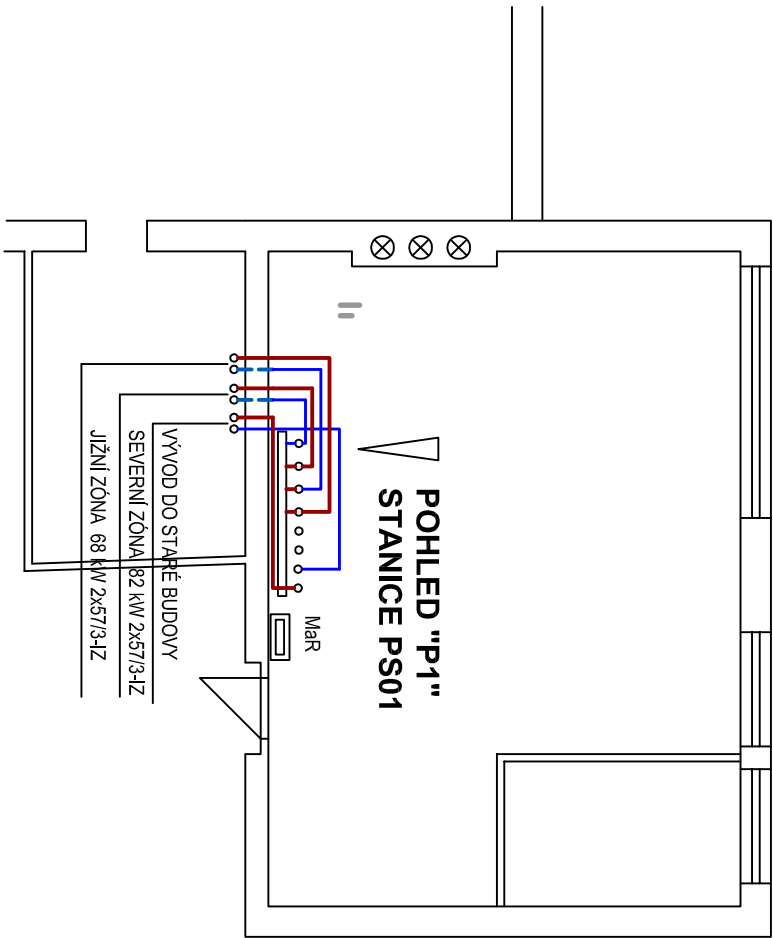 POHLED "P1"
STANICE PS01
MaR
VÝVOD DO STARÉ BUDOVY
SEVERNÍ ZÓNA 82 kW 2x57/3-IZ
JIŽNÍ ZÓNA 68 kW 2x57/3-IZ